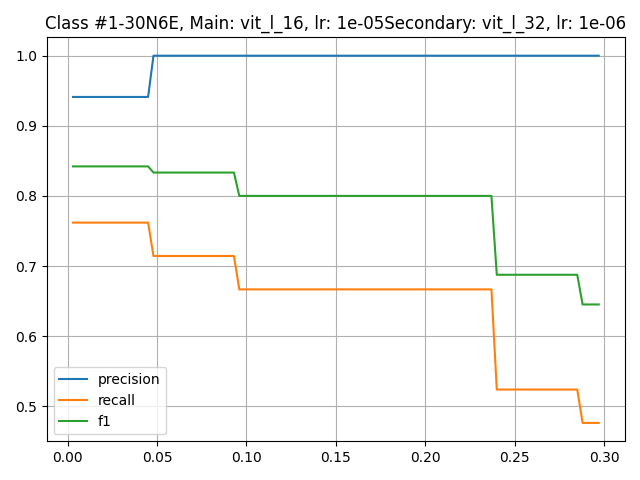 Class #1-30N6E, Main: vit_l_16, lr: 1e-05Secondary: vit_l_32, lr: 1e-06
1.0
0.9
0.8
0.7
0.6
0.5
precision
recall
f1
0.00 0.05 0.10 0.15 0.20 0.25 0.30